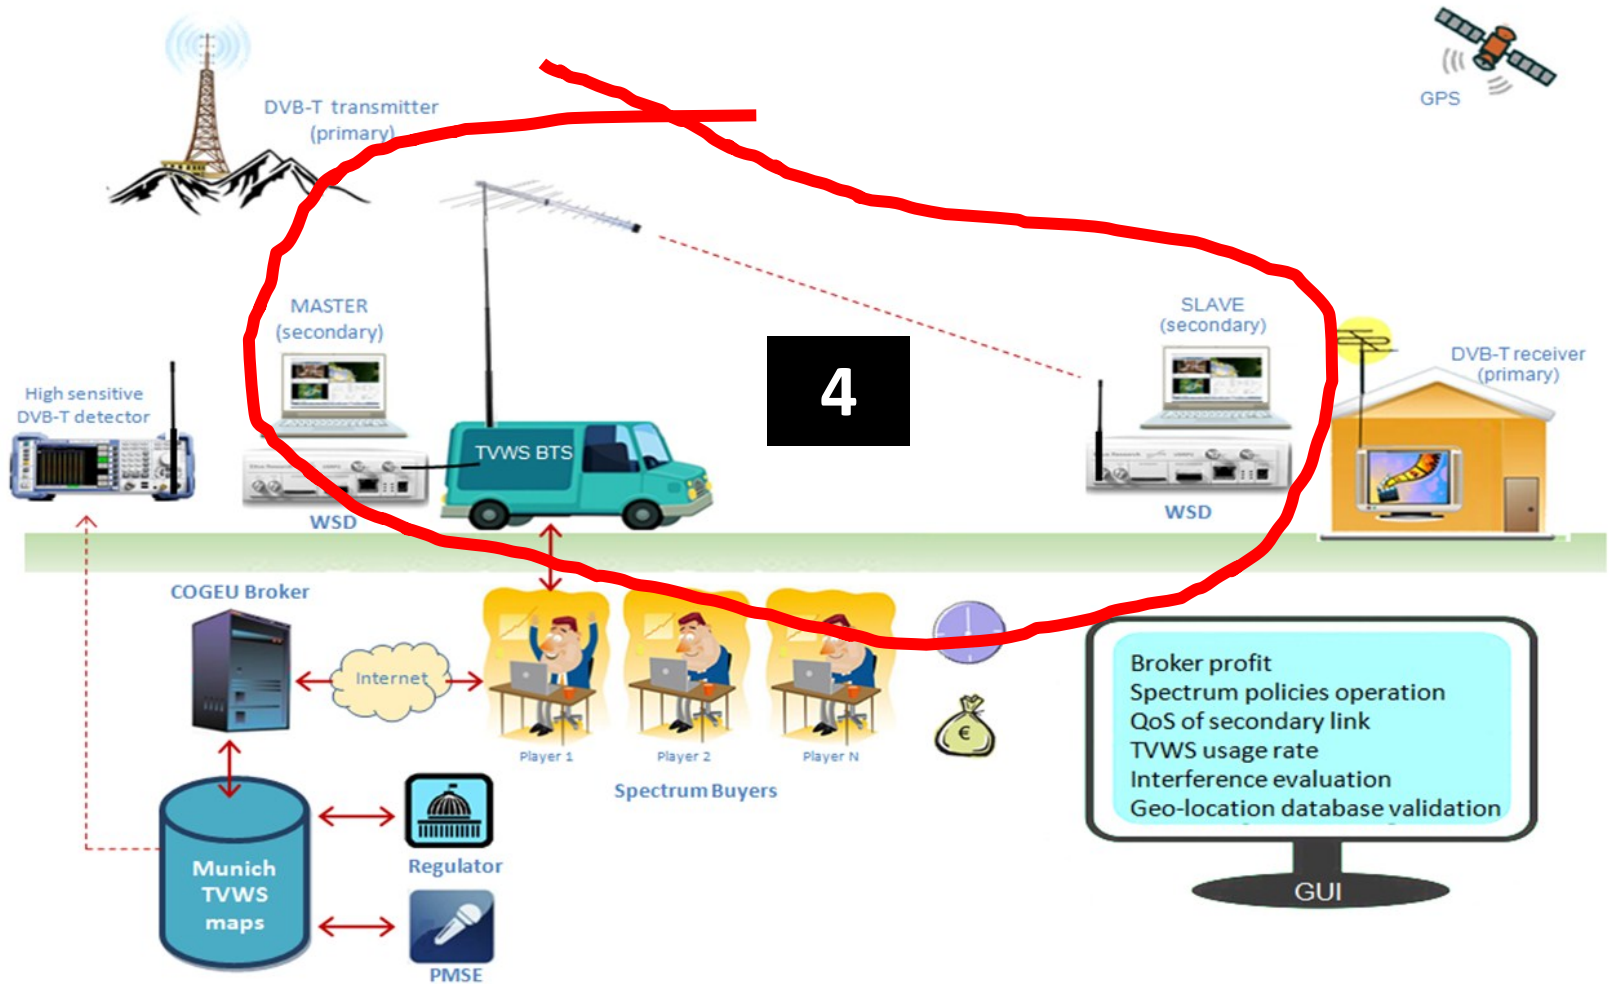 DVB-T transmitter
(primary)
GPS
MASTER
(secondary)
SLAVE
(secondary)
DVB-T receiver
(primary)
High sensitive
DVB-T detector
4
TVWS BTS
WSD
WSD
COGEU Broker
Internet
Player 1
Player 2
Player N
Spectrum Buyers
€
Broker profit
Spectrum policies operation
QoS of secondary link
TVWS usage rate
Interference evaluation
Geo-location database validation
GUI
Munich
TVWS
maps
Regulator
PMSE